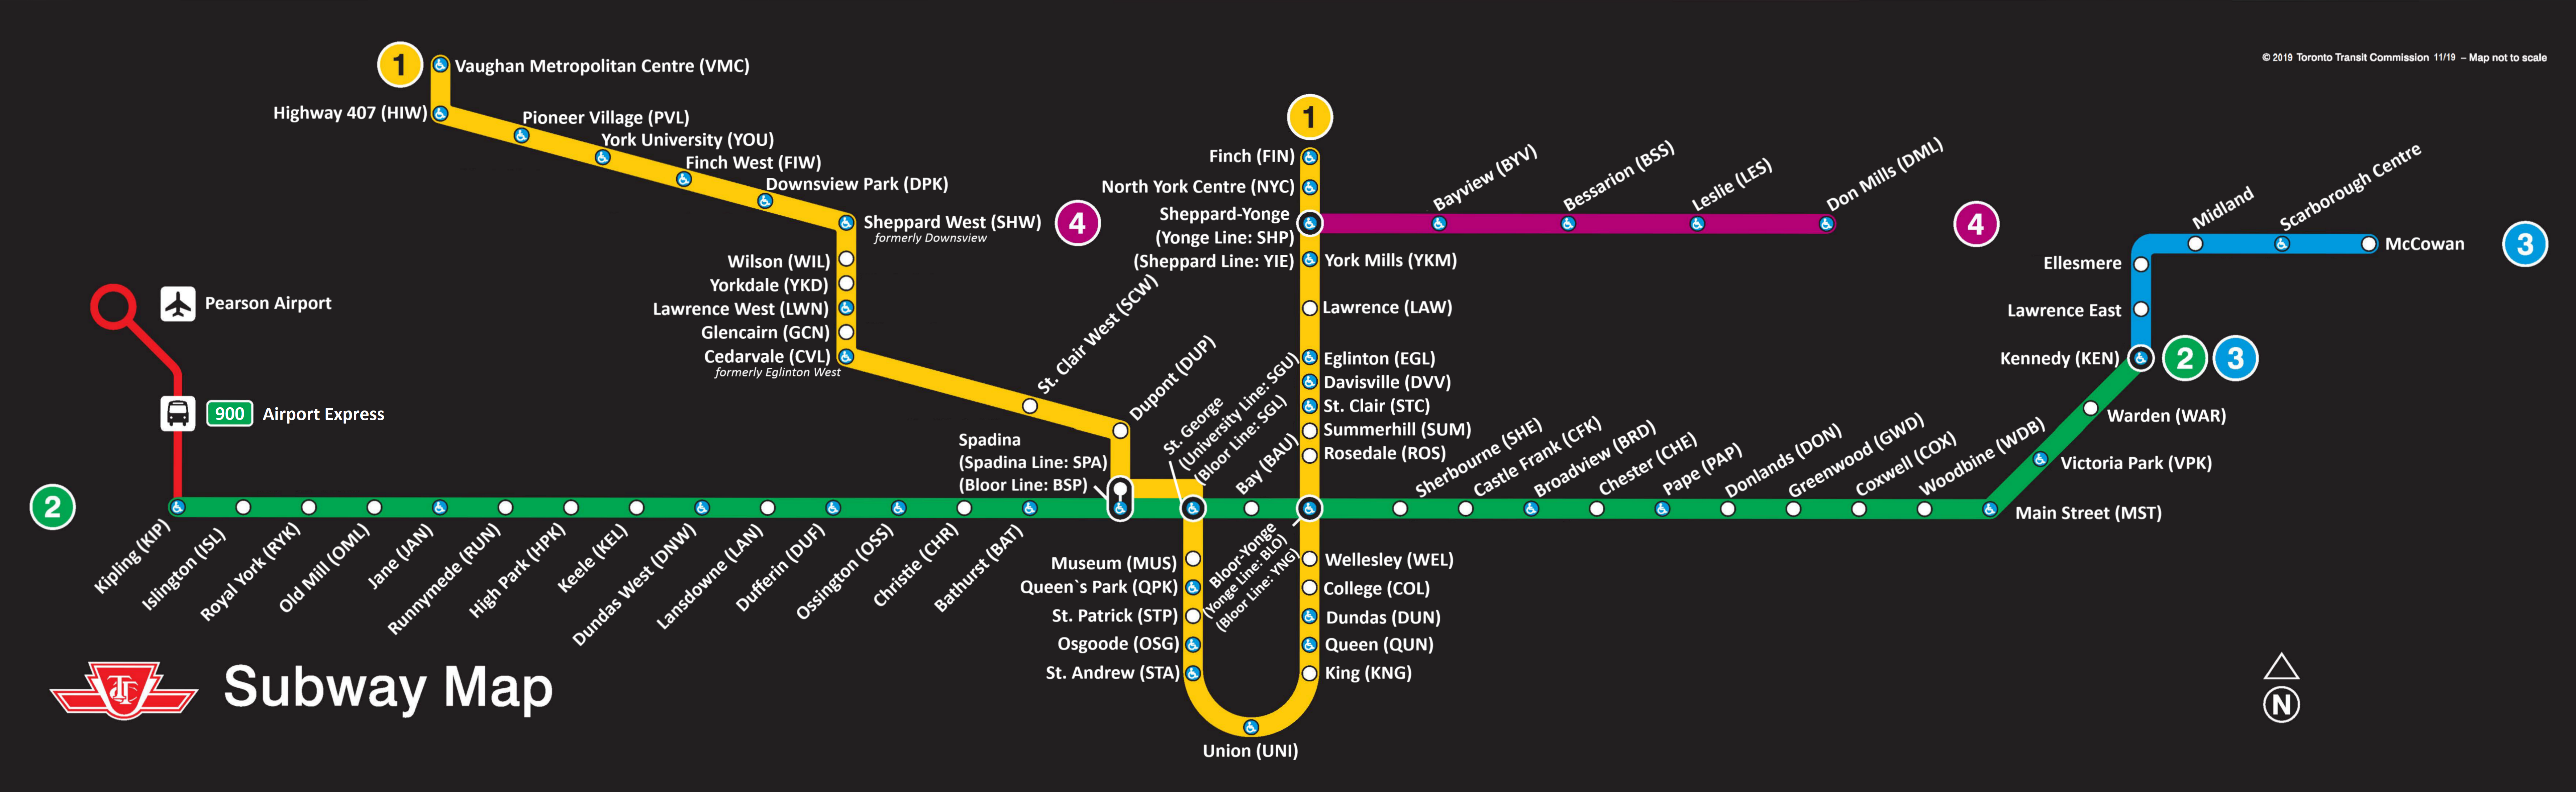 © 2019 Toronto Transit Commission 11/19 – Map not to scale
1
Vaughan Metropolitan Centre (VMC)
Highway 407 (HIW)
Pioneer Village (PVL)
York University (YOU)
Finch West (FIW)
Downsview Park (DPK)
Sheppard West (SHW)
formerly Downsview
Wilson (WIL)
Yorkdale (YKD)
Lawrence West (LWN)
Glencairn (GCN)
Cedarvale (CVL)
formerly Eglinton West
St. Clair West (SCW)
Dupont (DUP)
Spadina
(Spadina Line: SPA)
(Bloor Line: BSP)
St. George
(University Line: SGU)
(Bloor Line: SGL)
Museum (MUS)
Queen`s Park (QPK)
St. Patrick (STP)
Osgoode (OSG)
St. Andrew (STA)
Union (UNI)
1
Finch (FIN)
North York Centre (NYC)
Sheppard-Yonge
(Yonge Line: SHP)
(Sheppard Line: YIE)
York Mills (YKM)
Lawrence (LAW)
Eglinton (EGL)
Davisville (DVV)
St. Clair (STC)
Summerhill (SUM)
Rosedale (ROS)
Bloor-Yonge
(Yonge Line: BLO)
(Bloor Line: YNG)
Wellesley (WEL)
College (COL)
Dundas (DUN)
Queen (QUN)
King (KNG)
4
Bayview (BYV)
Bessarion (BSS)
Leslie (LES)
Don Mills (DML)
4
Midland
Scarborough Centre
McCowan
3
Ellesmere
Lawrence East
Kennedy (KEN)
2
3
Pearson Airport
900
Airport Express
2
Kipling (KIP)
Islington (ISL)
Royal York (RYK)
Old Mill (OML)
Jane (JAN)
Runnymede (RUN)
High Park (HPK)
Keele (KEL)
Dundas West (DNW)
Lansdowne (LAN)
Dufferin (DUF)
Ossington (OSS)
Christie (CHR)
Bathurst (BAT)
Bay (BAU)
Sherbourne (SHE)
Castle Frank (CFK)
Broadview (BRD)
Chester (CHE)
Pape (PAP)
Donlands (DON)
Greenwood (GWD)
Coxwell (COX)
Woodbine (WDB)
Main Street (MST)
Victoria Park (VPK)
Warden (WAR)
TTC
Subway Map
N